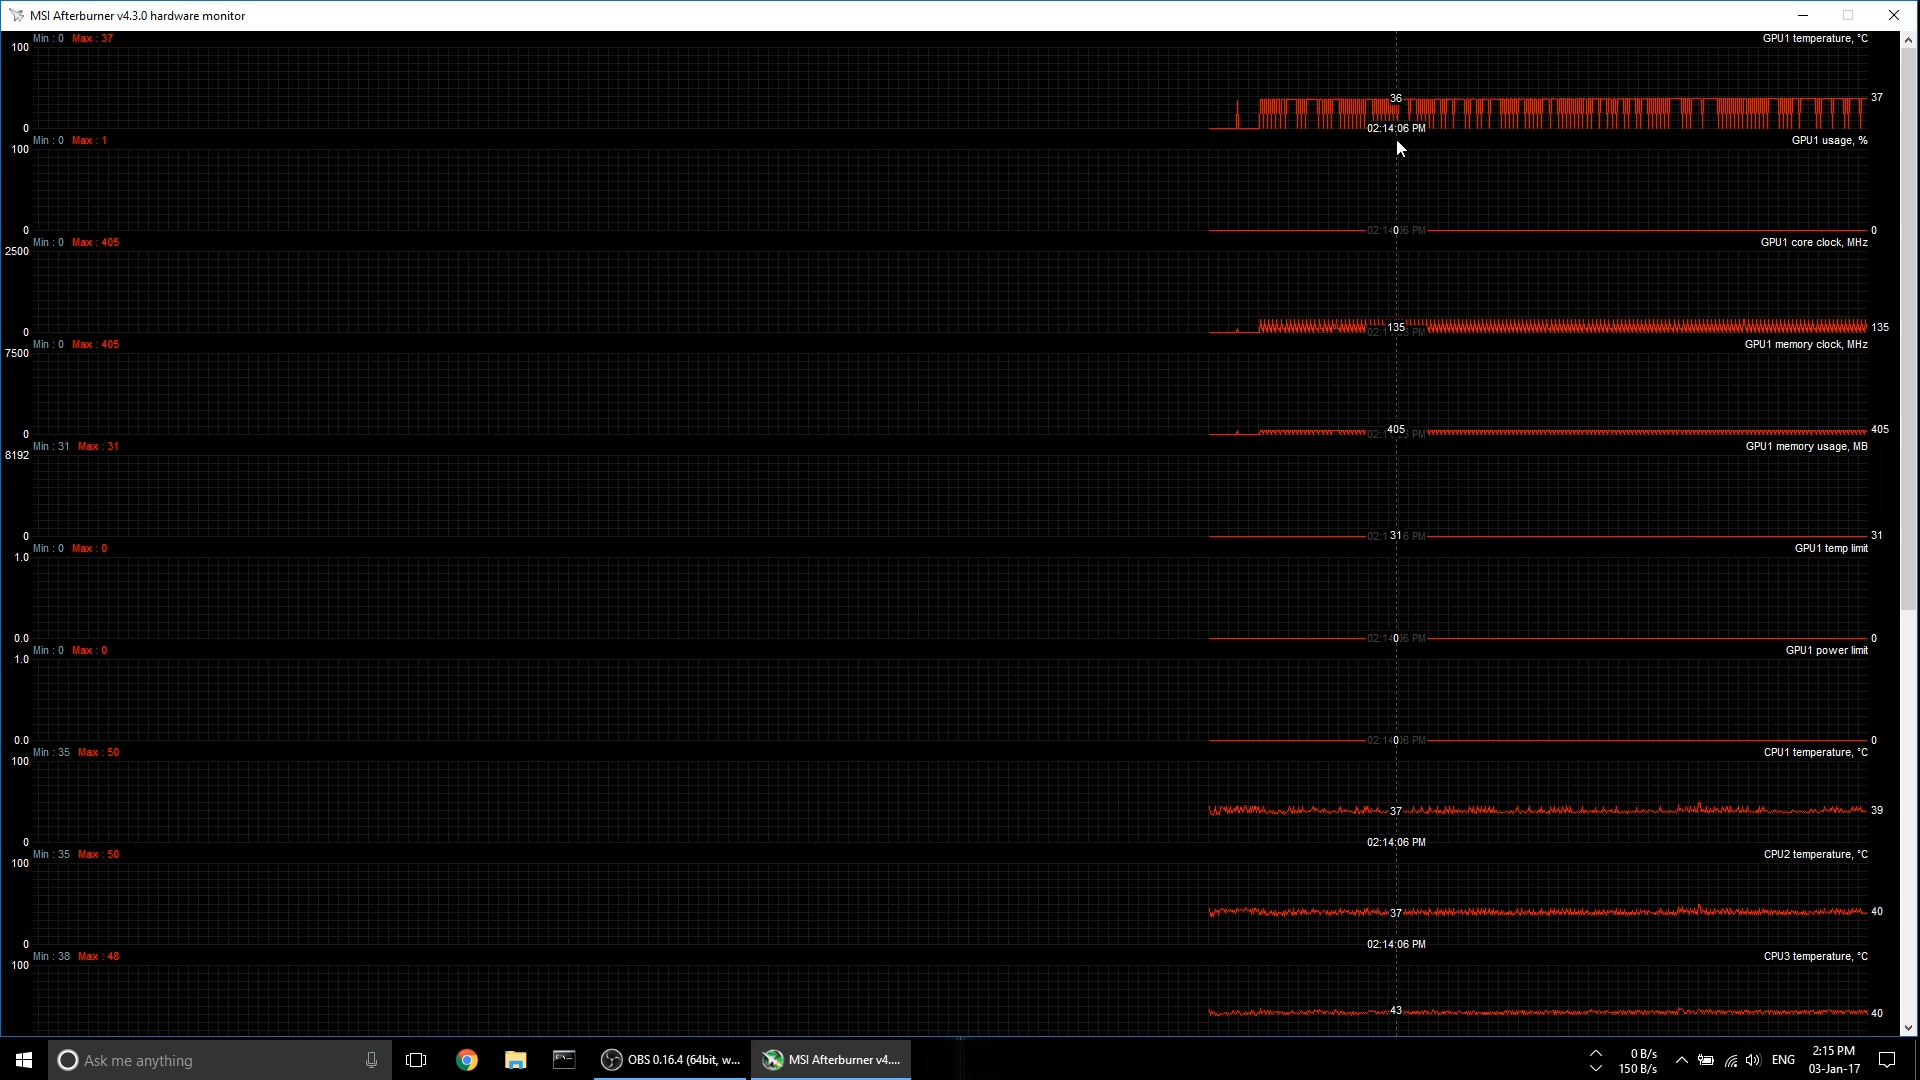 MSI Afterburner v4.3.0 hardware monitor
Min : 0 Max : 37 GPU1 temperature, °C
100
36 37
0 02:14:06 PM
Min : 0 Max : 1 GPU1 usage, %
100
0 0 0
Min : 0 Max : 405 GPU1 core clock, MHz
2500
135 135
0
Min : 0 Max : 405 GPU1 memory clock, MHz
7500
405 405
0
Min : 31 Max : 31 GPU1 memory usage, MB
8192
0 31 31
Min : 0 Max : 0 GPU1 temp limit
1.0
0.0 0 0
Min : 0 Max : 0 GPU1 power limit
1.0
0.0 0 0
Min : 35 Max : 50 CPU1 temperature, °C
100
37 39
0 02:14:06 PM
Min : 35 Max : 50 CPU2 temperature, °C
100
37 40
0 02:14:06 PM
Min : 38 Max : 48 CPU3 temperature, °C
100
43 40
Ask me anything OBS 0.16.4 (64bit, w... MSI Afterburner v4.... 0 B/s ENG 2:15 PM
150 B/s 03-Jan-17